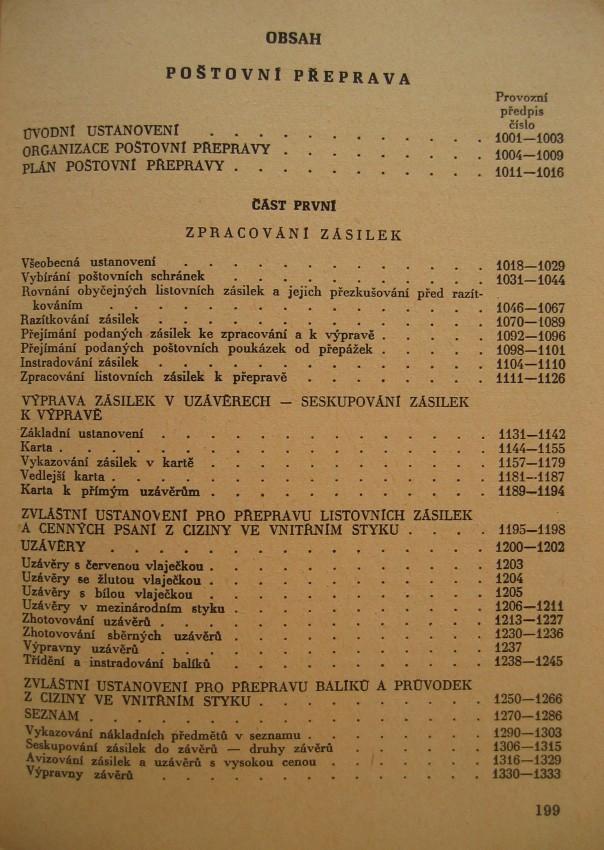 OBSAH
POŠTOVNÍ PŘEPRAVA
Provozní
předpis
číslo
ÚVODNÍ USTANOVENÍ . . . . . . . . . . . 1001—1003
ORGANIZACE POŠTOVNÍ PŘEPRAVY . . . . . . . . 1004—1009
PLÁN POŠTOVNÍ PŘEPRAVY . . . . . . . . . . 1011—1016
ČÁST PRVNÍ
ZPRACOVÁNÍ ZÁSILEK
Všeobecná ustanovení . . . . . . . . . . . 1018—1029
Vybírání poštovních schránek . . . . . . . . . . 1031—1044
Rovnání obyčejných listovních zásilek a jejich přezkušování před razít-
kováním . . . . . . . . . . . . . 1046—1067
Razítkování zásilek . . . . . . . . . . . . 1070—1089
Přejímání podaných zásilek ke zpracování a k výpravě . . . . 1092—1096
Přejímání podaných poštovních poukázek od přepážek . . . . 1098—1101
Instradování zásilek . . . . . . . . . . . . 1104—1110
Zpracování listovních zásilek k přepravě . . . . . . . 1111—1126
VÝPRAVA ZÁSILEK V UZÁVĚRECH — SESKUPOVÁNÍ ZÁSILEK
K VÝPRAVĚ
Základní ustanovení . . . . . . . . . . . . 1131—1142
Karta . . . . . . . . . . . . . . . 1144—1155
Vykazování zásilek v kartě . . . . . . . . . . 1157—1179
Vedlejší karta . . . . . . . . . . . . . 1181—1187
Karta k přímým uzávěrům . . . . . . . . . . 1189—1194
ZVLÁŠTNÍ USTANOVENÍ PRO PŘEPRAVU LISTOVNÍCH ZÁSILEK
A CENNÝCH PSANÍ Z CIZINY VE VNITŘNÍM STYKU . . . . 1195—1198
UZÁVĚRY . . . . . . . . . . . . . . 1200—1202
Uzávěry s červenou vlaječkou . . . . . . . . . . 1203
Uzávěry se žlutou vlaječkou . . . . . . . . . . 1204
Uzávěry s bílou vlaječkou . . . . . . . . . . 1205
Uzávěry v mezinárodním styku . . . . . . . . . 1206—1211
Zhotovování uzávěrů . . . . . . . . . . . . 1213—1227
Zhotovování sběrných uzávěrů . . . . . . . . . 1230—1236
Výpravny uzávěrů . . . . . . . . . . . . 1237
Třídění a instradování balíků . . . . . . . . . 1238—1245
ZVLÁŠTNÍ USTANOVENÍ PRO PŘEPRAVU BALÍKŮ A PRŮVODEK
Z CIZINY VE VNITŘNÍM STYKU . . . . . . . . . 1250—1266
SEZNAM . . . . . . . . . . . . . . 1270—1286
Vykazování nákladních předmětů v seznamu . . . . . . 1290—1303
Seskupování zásilek do závěrů — druhy závěrů . . . . . 1306—1315
Avizování zásilek a uzávěrů s vysokou cenou . . . . . . 1316—1329
Výpravny závěrů . . . . . . . . . . . . 1330—1333
199